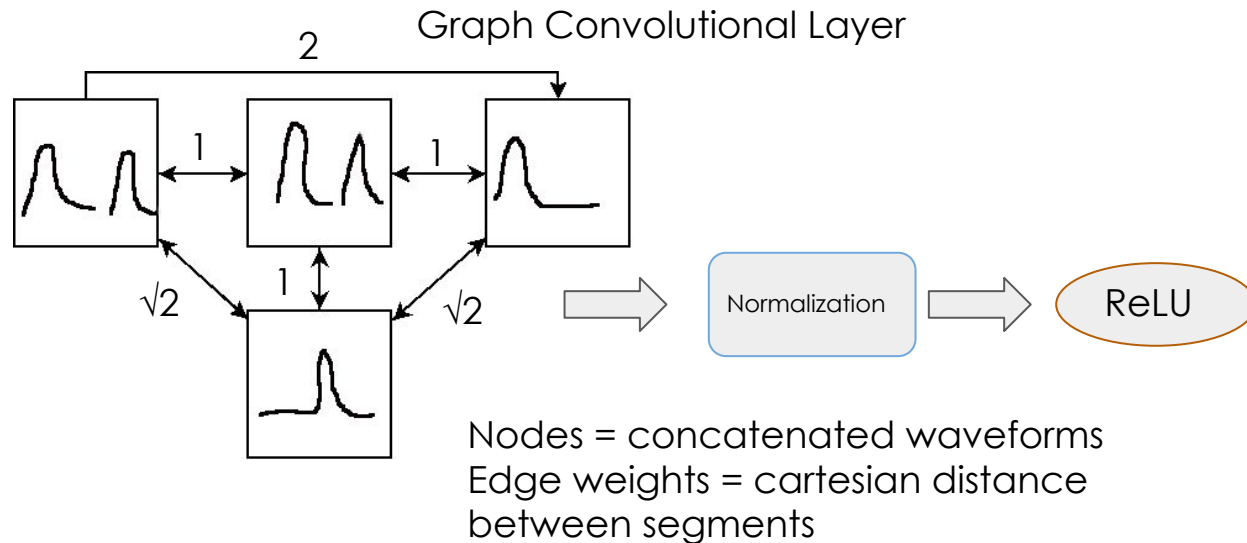 Graph Convolutional Layer
2
1
1
√2
1
√2
Normalization
ReLU
Nodes = concatenated waveforms
Edge weights = cartesian distance
between segments